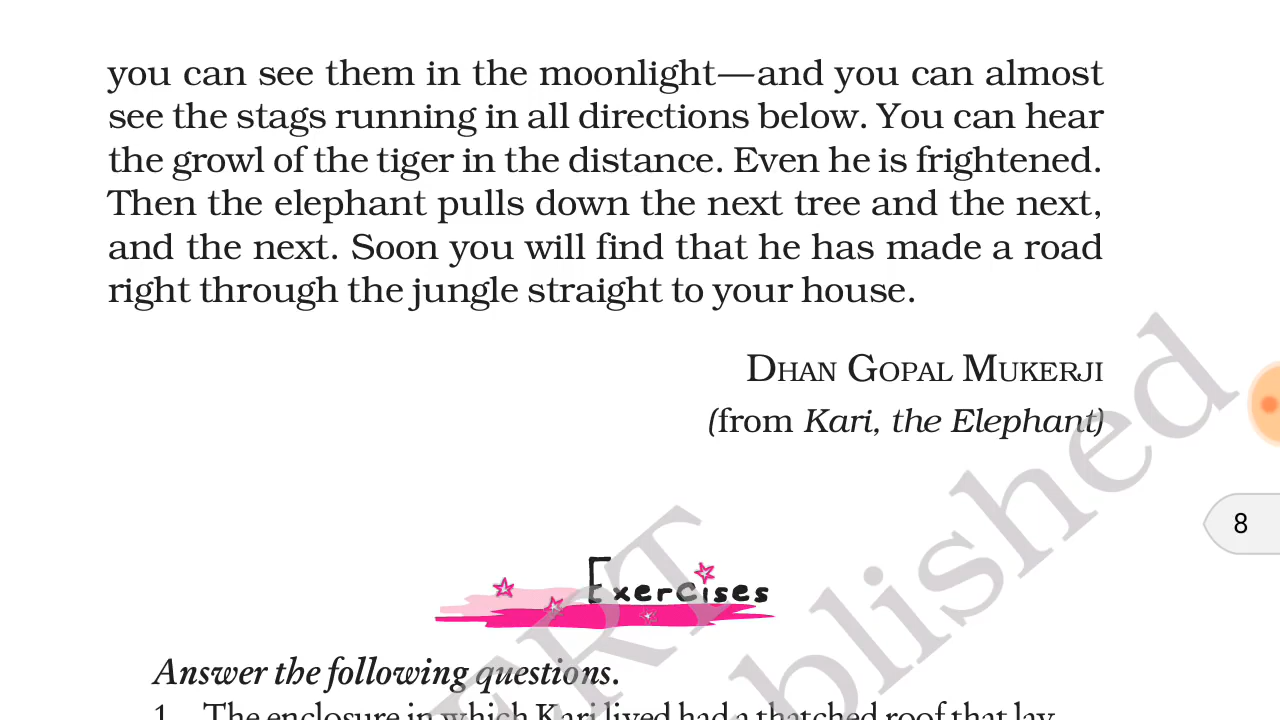 you can see them in the moonlight—and you can almost
see the stags running in all directions below. You can hear
the growl of the tiger in the distance. Even he is frightened.
Then the elephant pulls down the next tree and the next,
and the next. Soon you will find that he has made a road
right through the jungle straight to your house.
DHAN GOPAL MUKERJI
(from Kari, the Elephant)
8
Exercises
Answer the following questions.
1. The enclosure in which Kari lived had a thatched roof that lay
ERT
blished